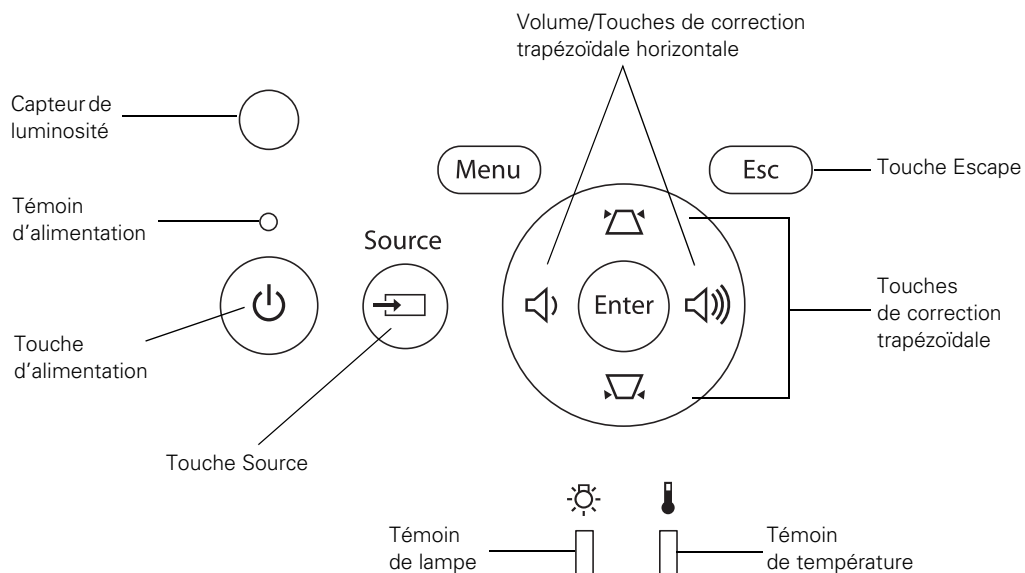 Volume/Touches de correction
trapézoïdale horizontale
Capteur de
luminosité
Menu
Esc
Touche Escape
Témoin
d’alimentation
Source
Enter
Touches
de correction
trapézoïdale
Touche
d’alimentation
Touche Source
Témoin
de lampe
Témoin
de température